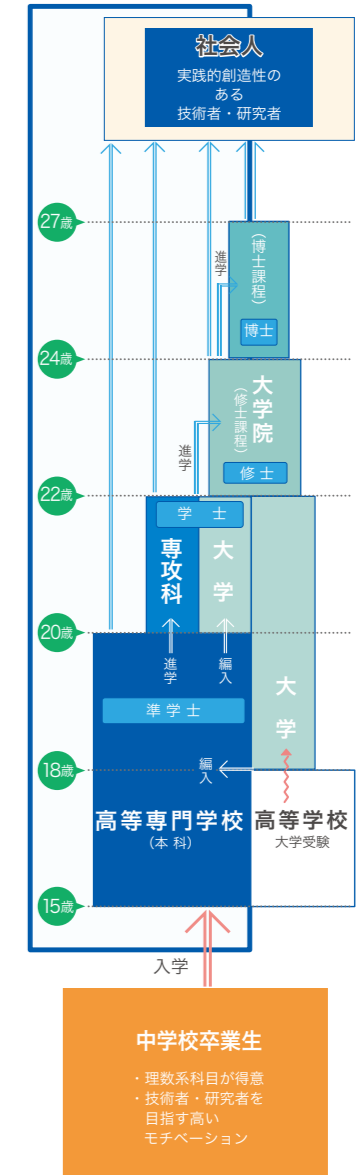 社会人
実践的創造性の
ある
技術者・研究者
27歳
（博士課程）
進学
博士
24歳
大学院
（修士課程）
進学
修士
22歳
学 士
専攻科
大学
20歳
進学
編入
準学士
大学
18歳
編入
高等専門学校
（本科）
高等学校
大学受験
15歳
入学
中学校卒業生
・理数系科目が得意
・技術者・研究者を
目指す高い
モチベーション